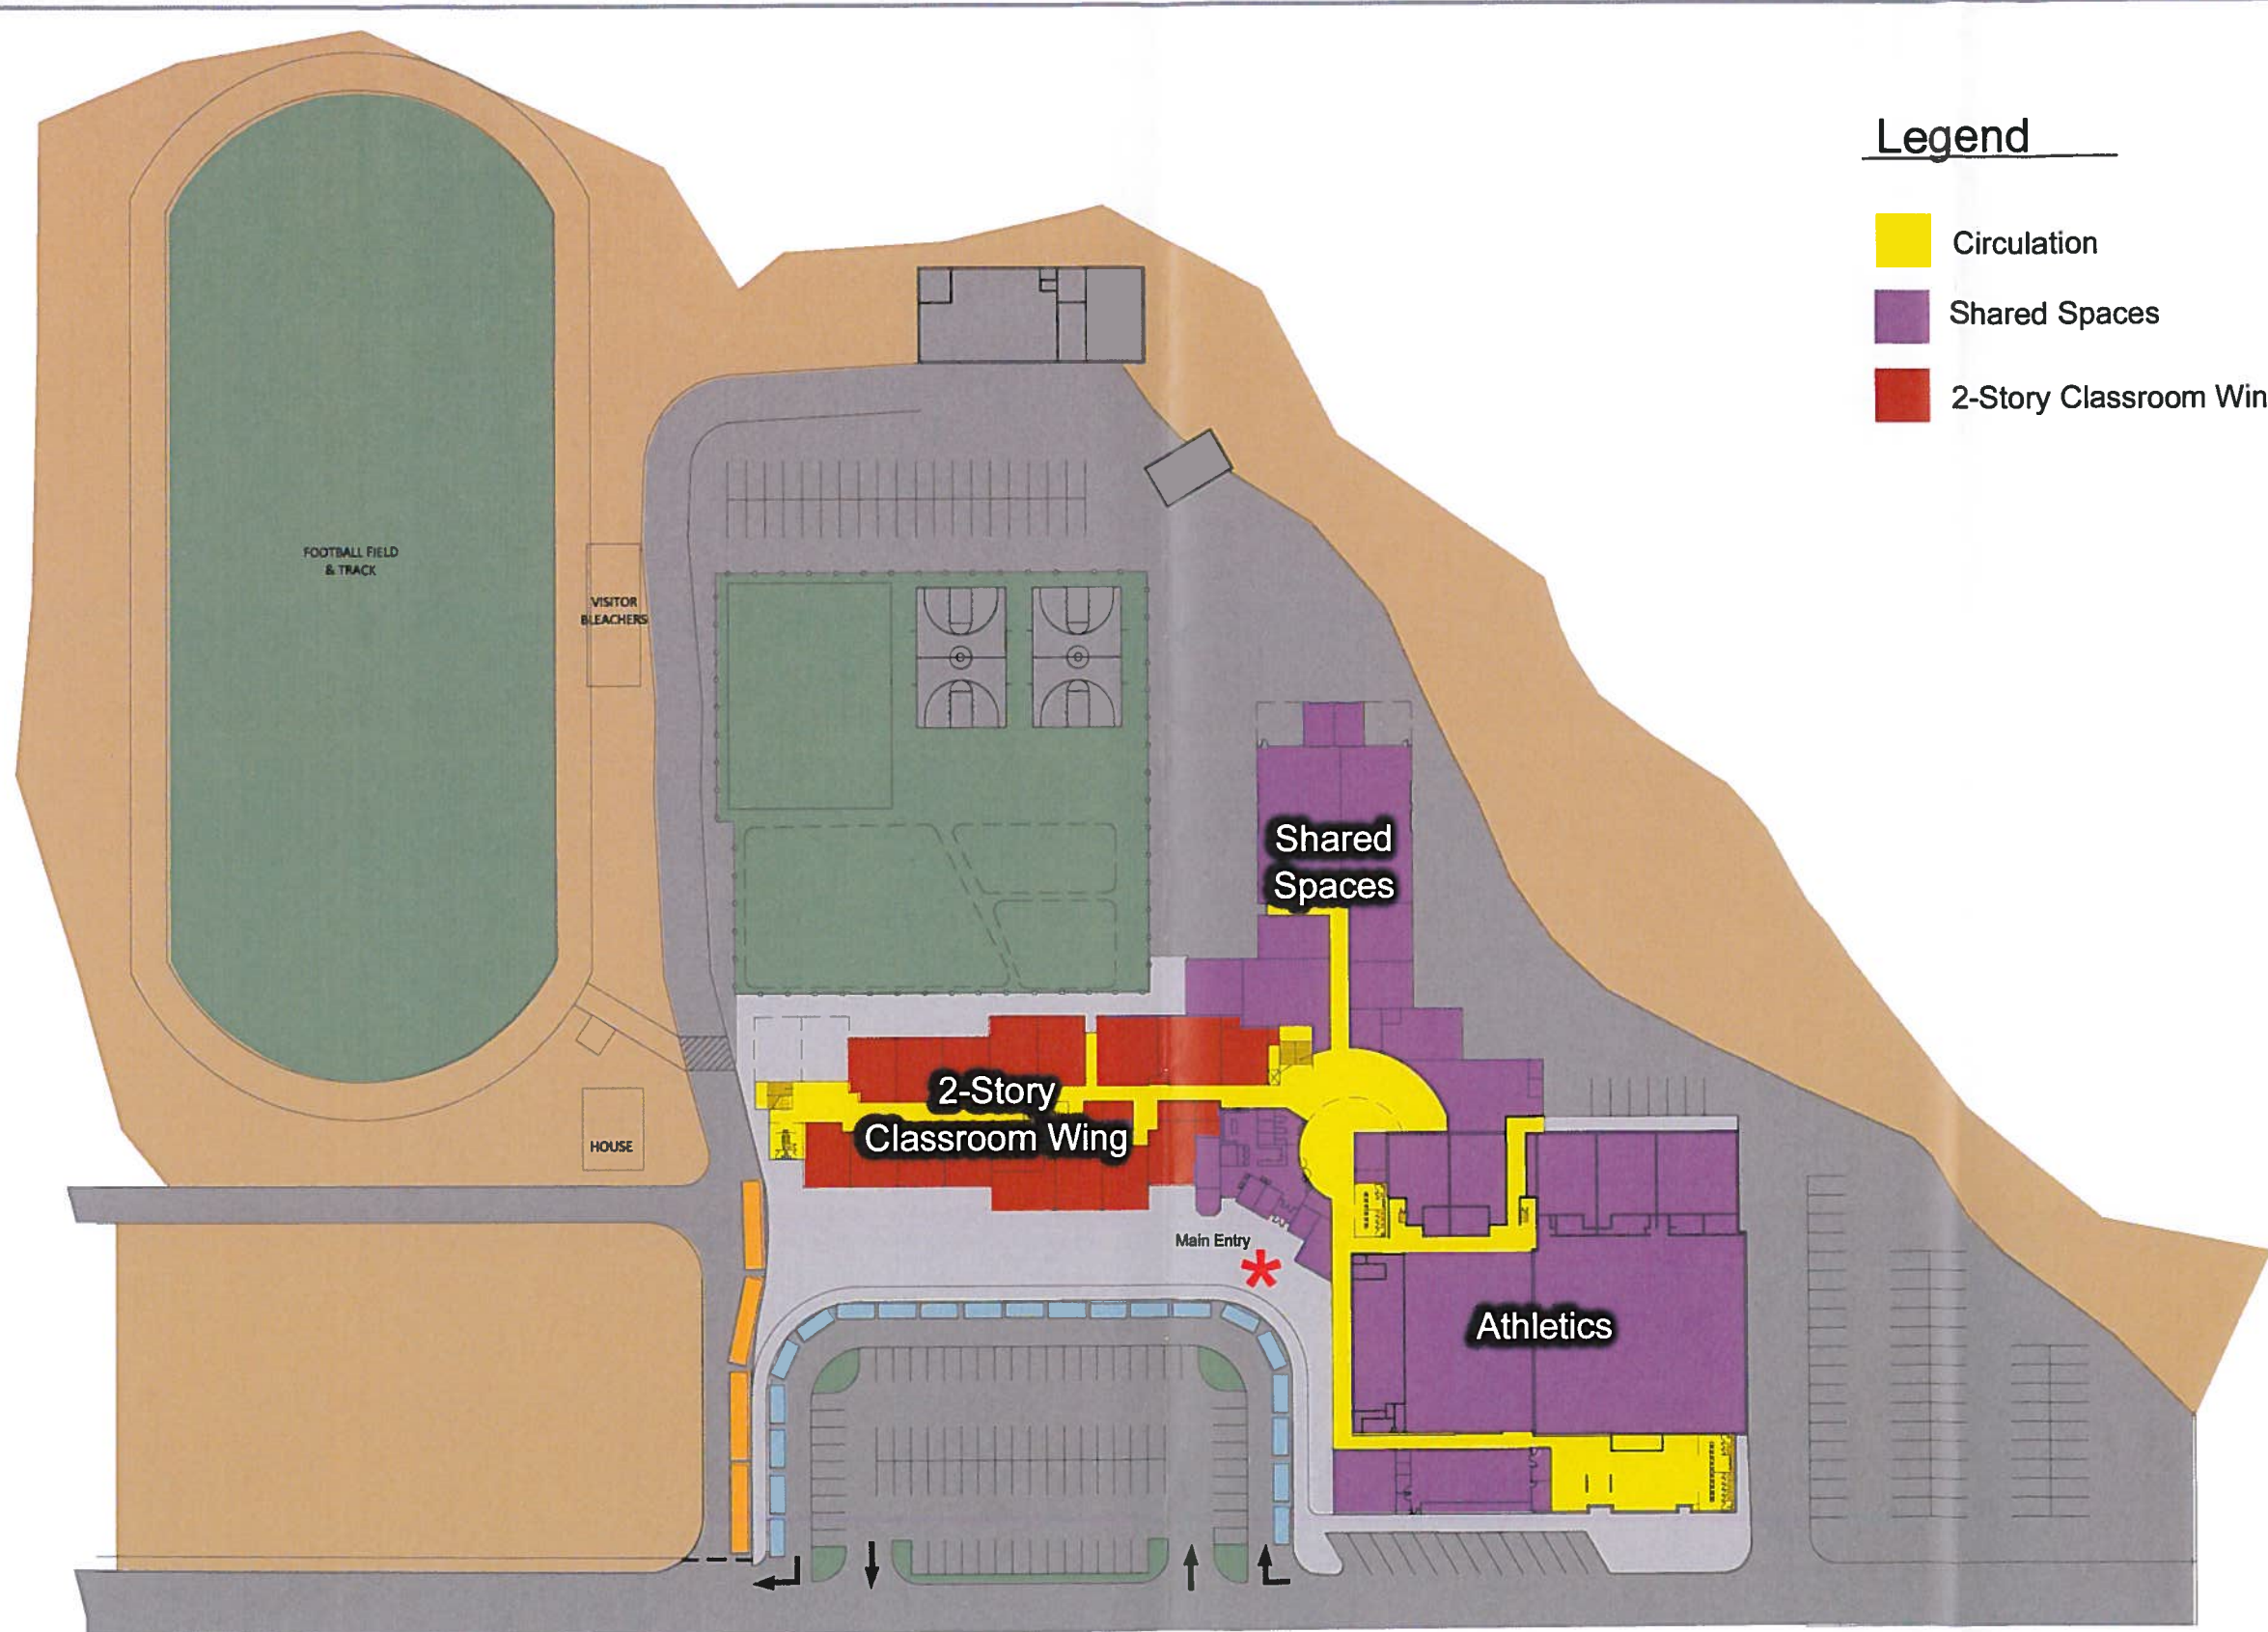 Legend
Circulation
Shared Spaces
2-Story Classroom Win
FOOTBALL FIELD
& TRACK
VISITOR
BLEACHERS
Shared
Spaces
2-Story
Classroom Wing
HOUSE
Main Entry
*
Athletics